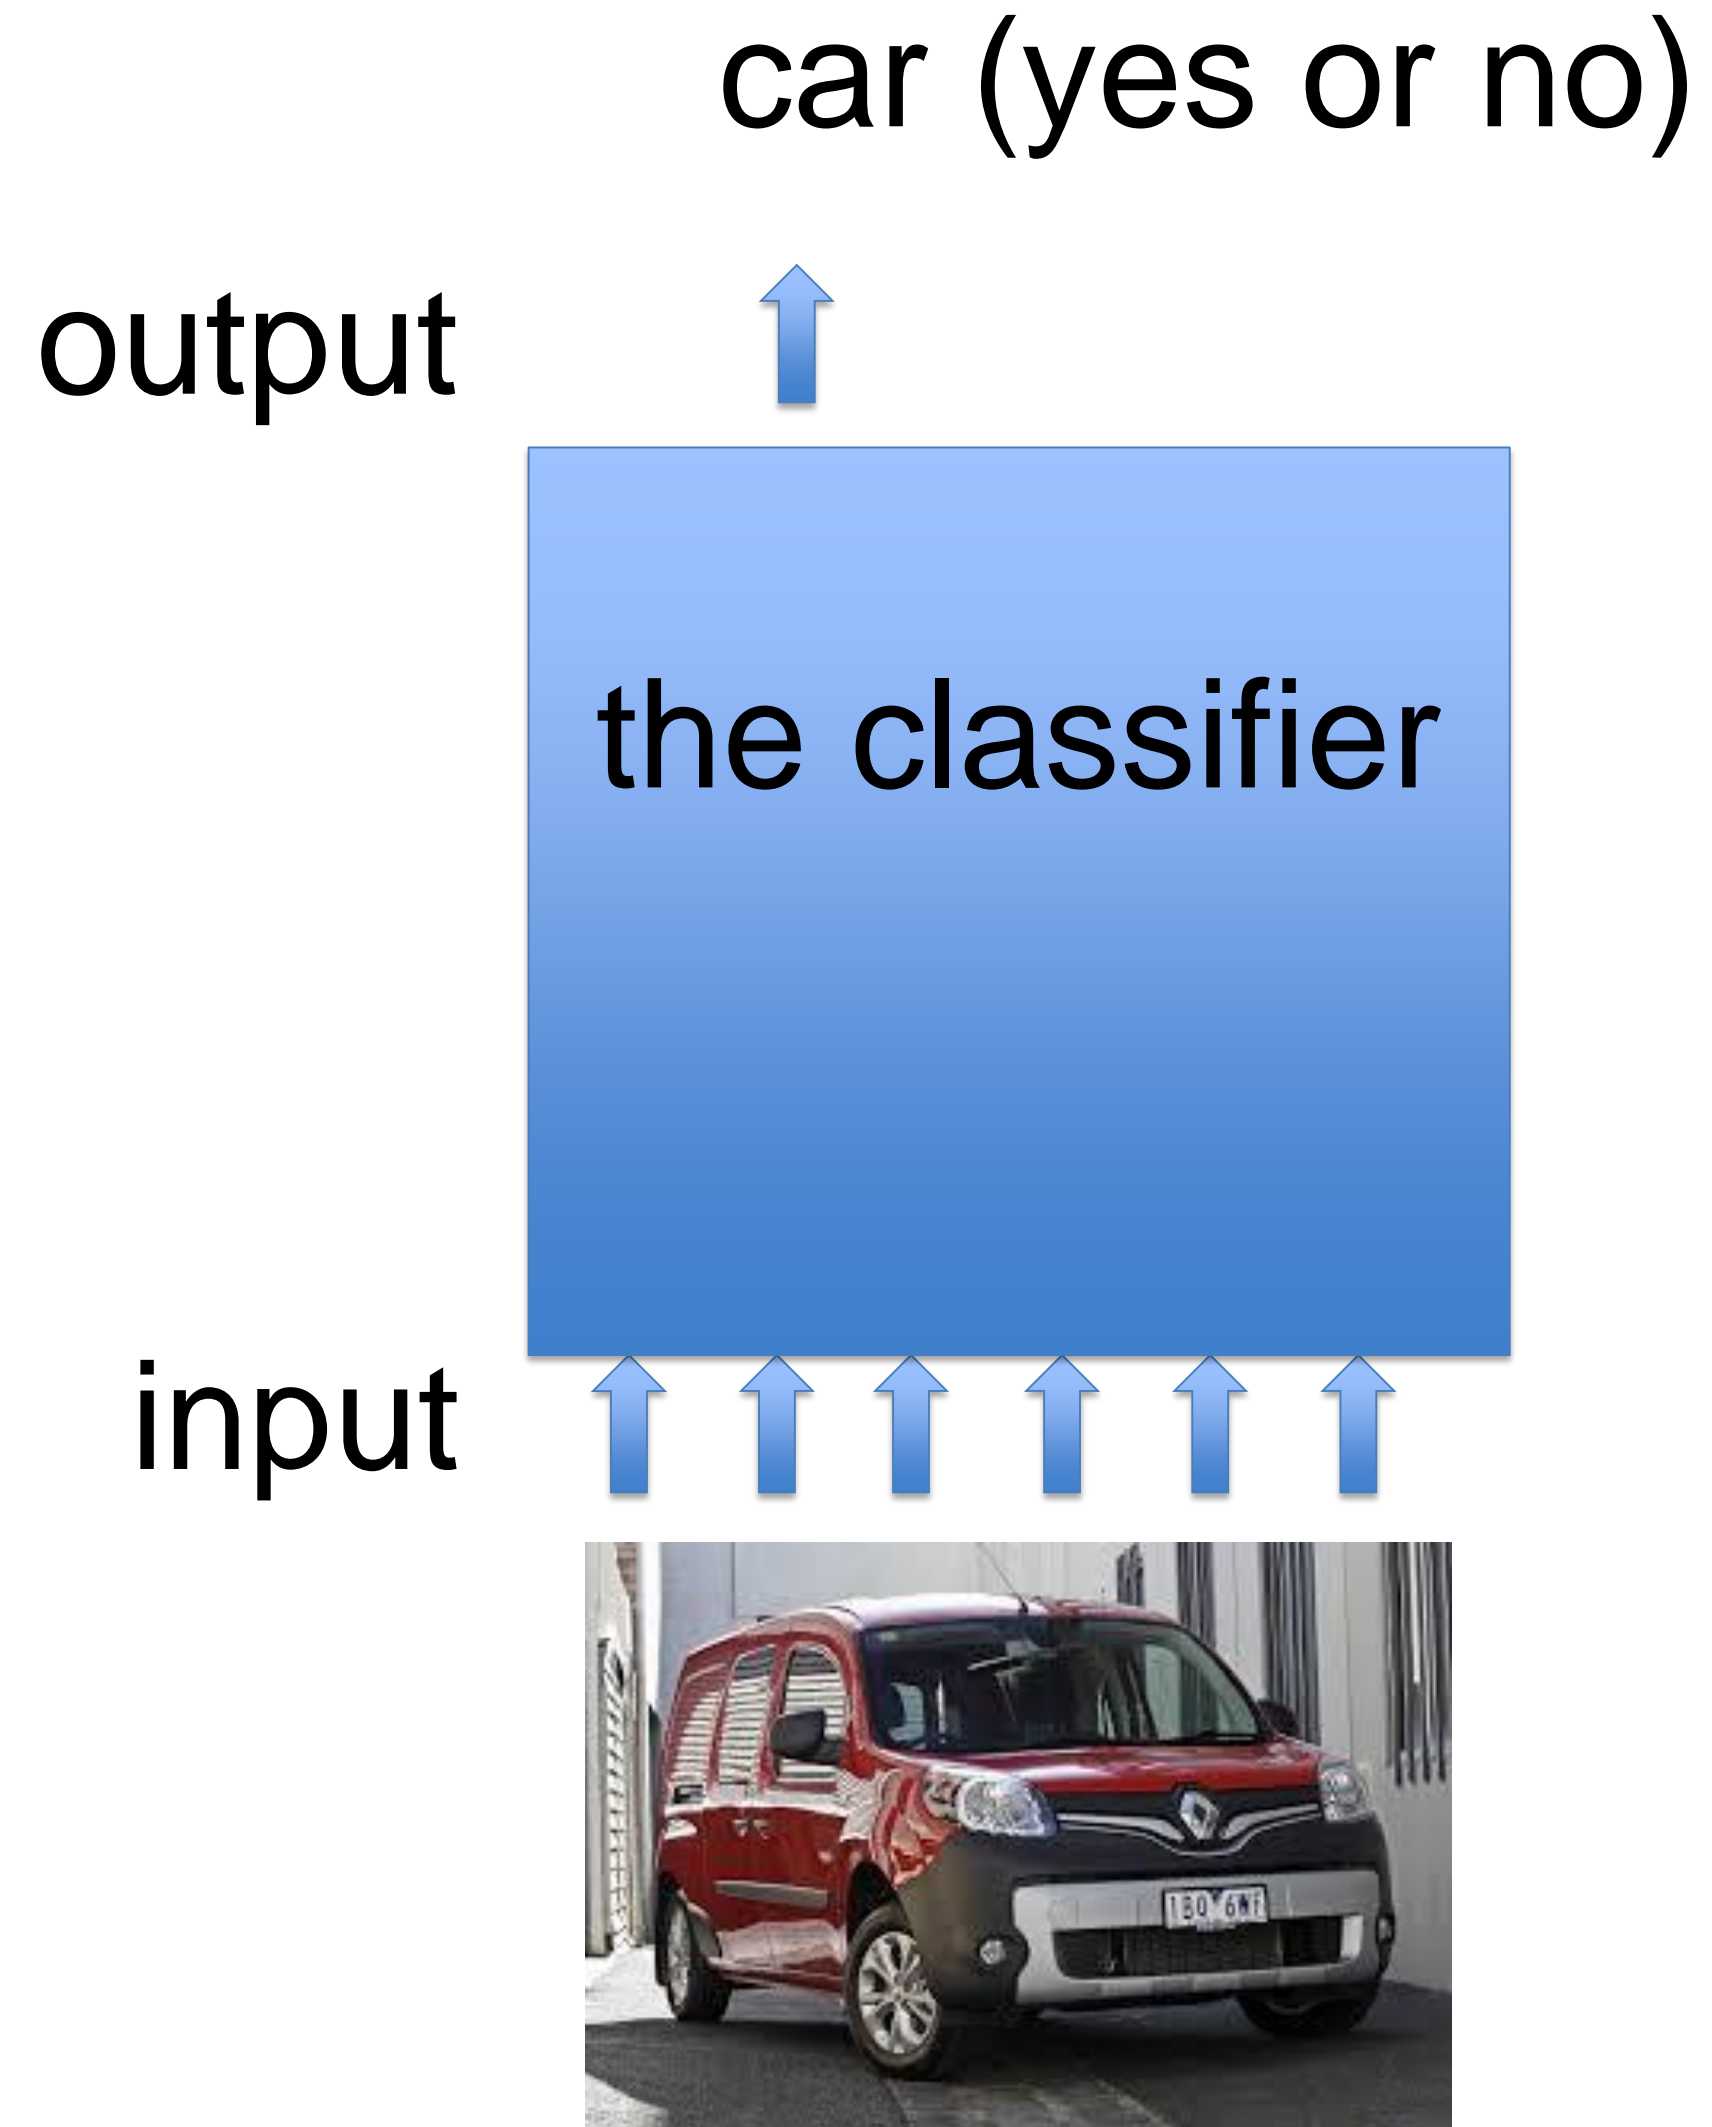 car (yes or no)
output
the classifier
input